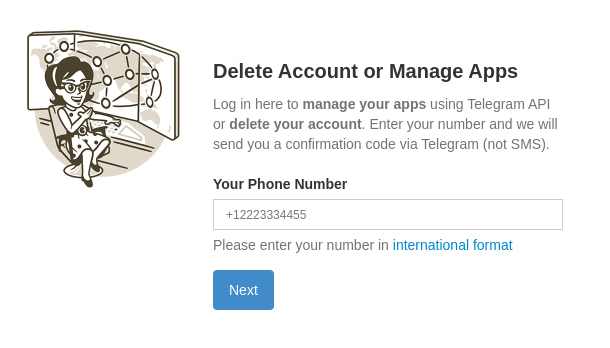 Delete Account or Manage Apps
Log in here to manage your apps using Telegram API
or delete your account. Enter your number and we will
send you a confirmation code via Telegram (not SMS).
Your Phone Number
+12223334455
Please enter your number in international format
Next